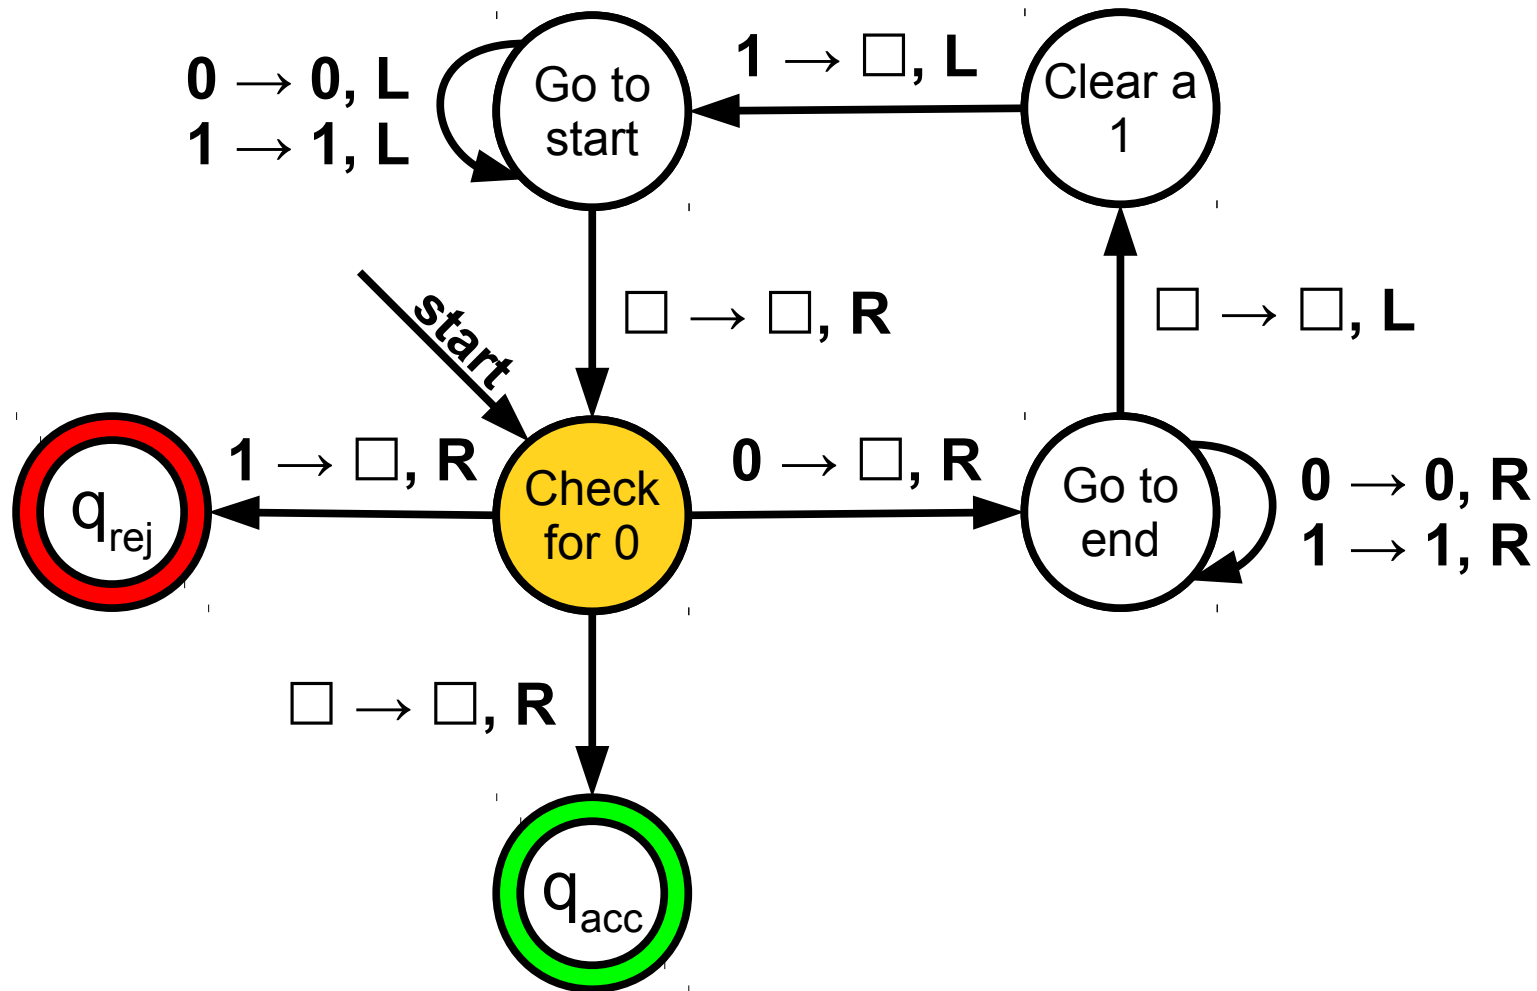 0 → 0, L
1 → 1, L
Go to
start
1 → □, L
Clear a
1
start
□ → □, R
□ → □, L
q_rej
1 → □, R
Check
for 0
0 → □, R
Go to
end
0 → 0, R
1 → 1, R
□ → □, R
q_acc